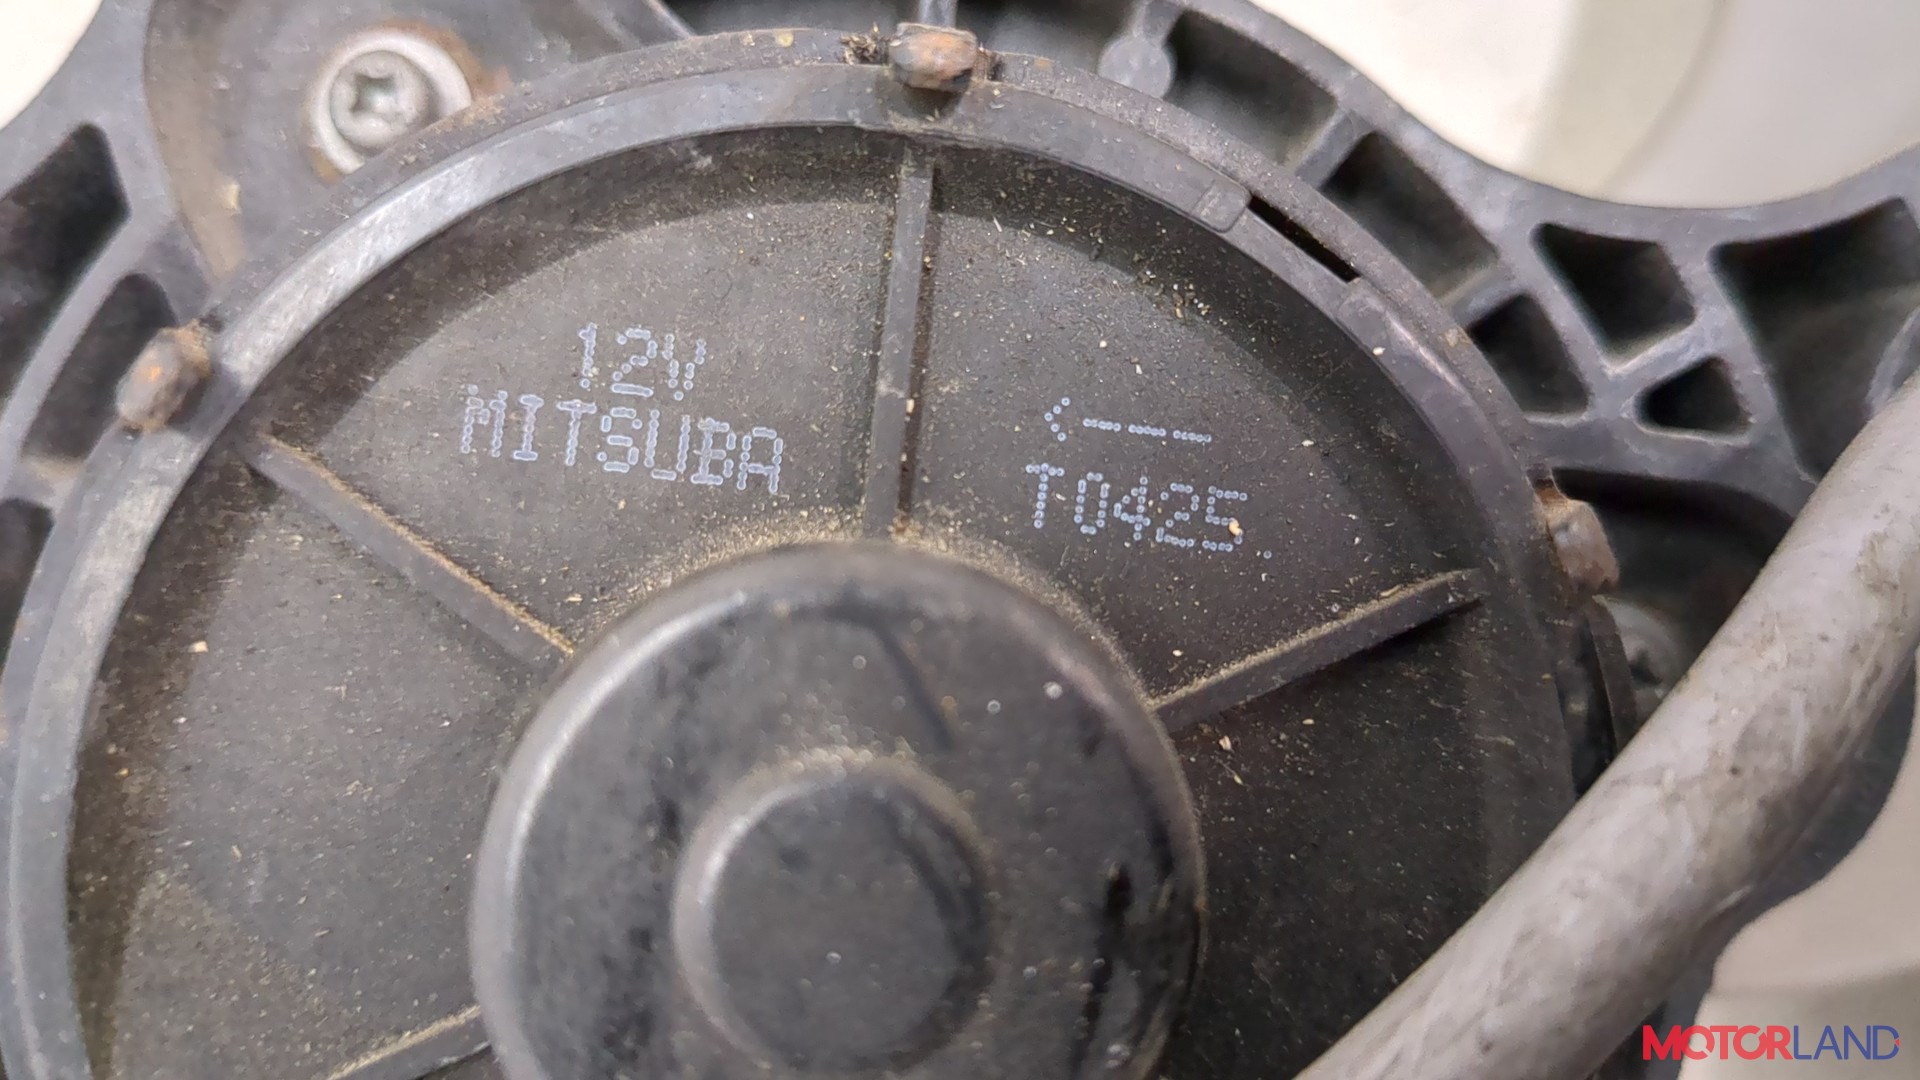 12V
MITSUBA
<---
T0425.
MOTORLAND